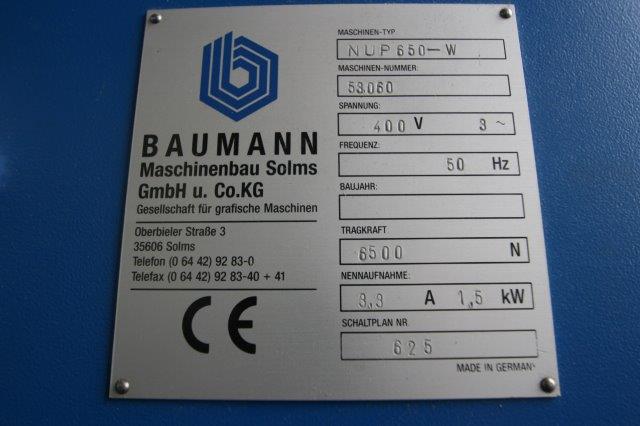 BAUMANN
Maschinenbau Solms
GmbH u. Co.KG
Gesellschaft für grafische Maschinen
Oberbieler Straße 3
35606 Solms
Telefon (0 64 42) 92 83-0
Telefax (0 64 42) 92 83-40 + 41
CE
MASCHINEN-TYP
NUP 650-W
MASCHINEN-NUMMER:
53060
SPANNUNG:
400 V 3 ~
FREQUENZ:
50 Hz
BAUJAHR:
TRAGKRAFT
6500 N
NENNAUFNAHME:
3,3 A 1,5 kW
SCHALTPLAN NR.
625
MADE IN GERMANY